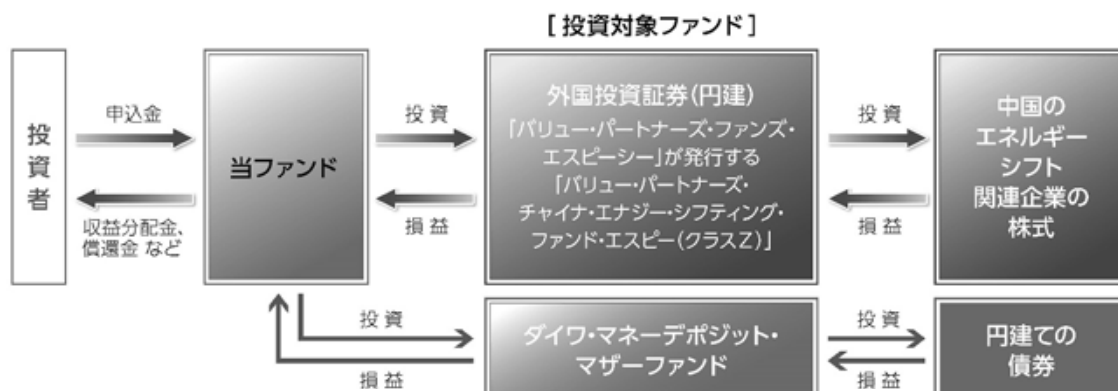 [投資対象ファンド]
投資者
申込金
収益分配金、
償還金 など
当ファンド
投 資
損 益
外国投資証券(円建)
「バリュー・パートナーズ・ファンズ・
エスピーシー」が発行する
「バリュー・パートナーズ・
チャイナ・エナジー・シフティング・
ファンド・エスピー(クラスZ)」
投 資
損 益
中国の
エネルギー
シフト
関連企業の
株式
投 資
損 益
ダイワ・マネーデポジット・
マザーファンド
投 資
損 益
円建ての
債券